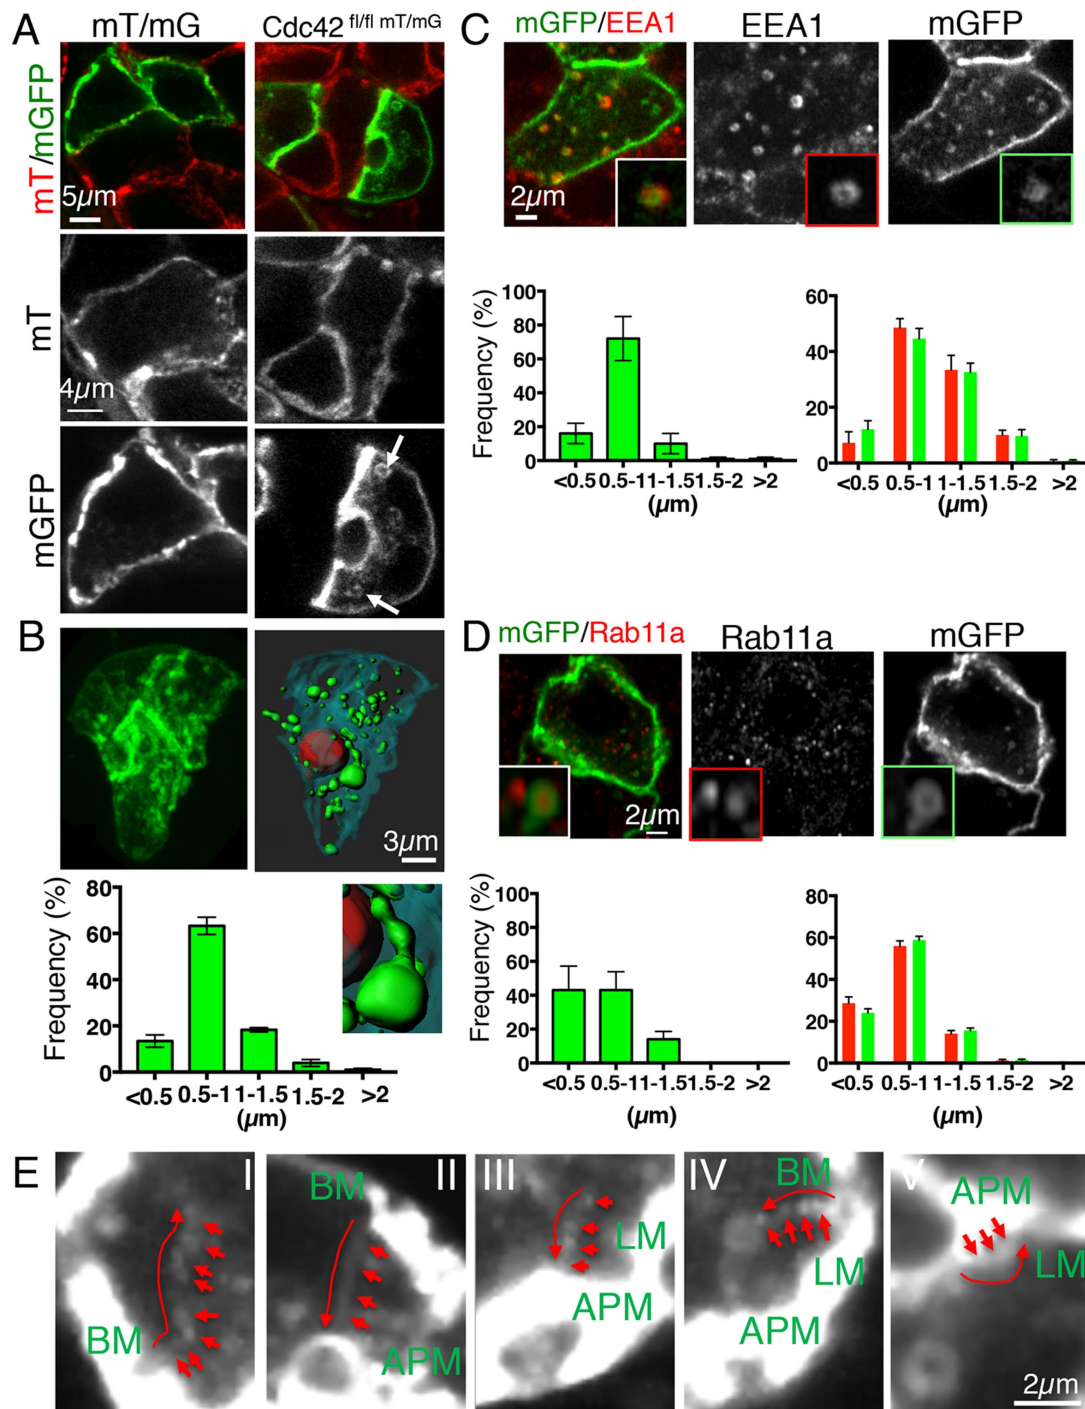 A
mT/mG
Cdc42 fl/fl mT/mG
mT/mGFP
5µm
mT
4µm
mGFP
B
3µm
Frequency (%)
80
60
40
20
0
<0.5 0.5-1 1-1.5 1.5-2 >2
(µm)
C
mGFP/EEA1
EEA1
mGFP
2µm
Frequency (%)
100
80
60
40
20
0
<0.5 0.5-1 1-1.5 1.5-2 >2
(µm)
60
40
20
0
<0.5 0.5-1 1-1.5 1.5-2 >2
(µm)
D
mGFP/Rab11a
Rab11a
mGFP
2µm
Frequency (%)
100
80
60
40
20
0
<0.5 0.5-1 1-1.5 1.5-2 >2
(µm)
80
60
40
20
0
<0.5 0.5-1 1-1.5 1.5-2 >2
(µm)
E
I
BM
II
BM
APM
III
LM
APM
IV
BM
LM
APM
V
APM
LM
2µm